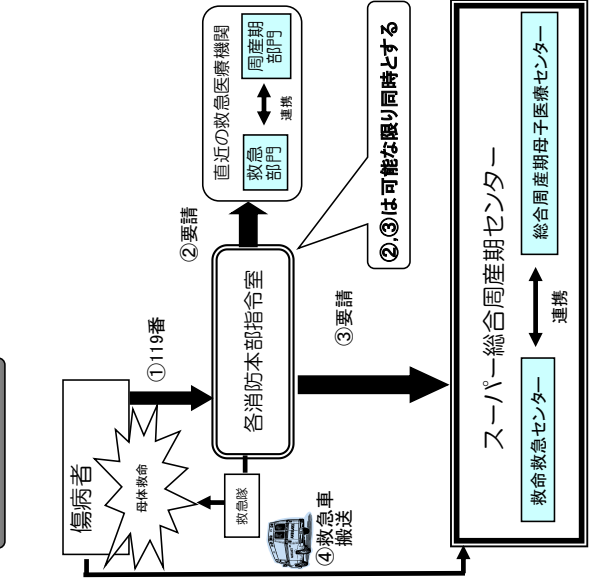 傷病者
母体救命
①119番
各消防本部指令室
救急隊
②要請
直近の救急医療機関
救急
部門
連携
周産期
部門
③要請
②,③は可能な限り同時とする
④救急車
搬送
スーパー総合周産期センター
救命救急センター
連携
総合周産期母子医療センター